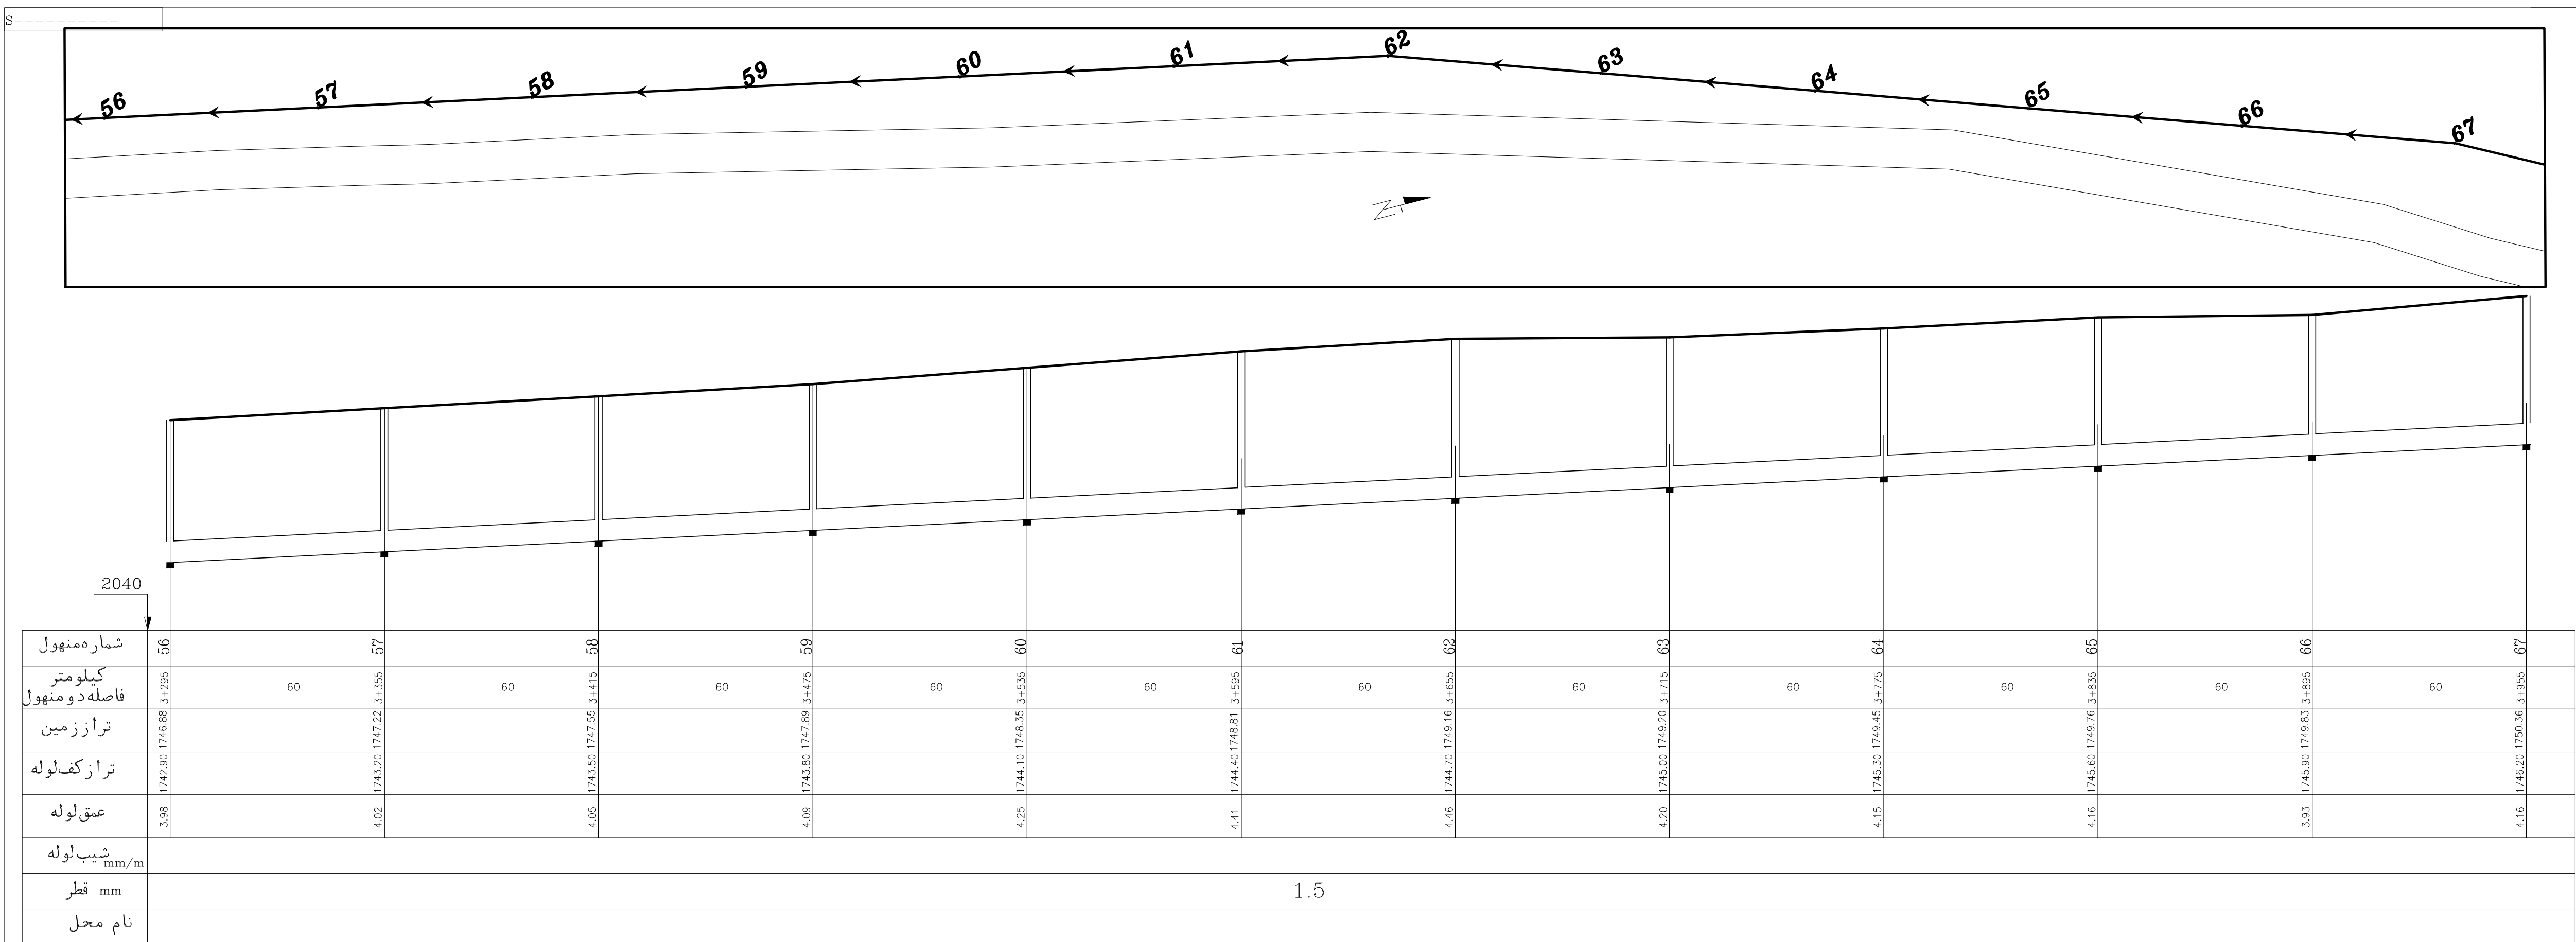 S----------
56 57 58 59 60 61 62 63 64 65 66 67
N
2040
شماره منهول 56 57 58 59 60 61 62 63 64 65 66 67
کیلومتر 3+295 3+355 3+415 3+475 3+535 3+595 3+655 3+715 3+775 3+835 3+895 3+955
فاصله دو منهول 60 60 60 60 60 60 60 60 60 60 60
تراز زمین 1746.88 1747.22 1747.55 1747.89 1748.35 1748.81 1749.16 1749.20 1749.45 1749.76 1749.83 1750.36
تراز کف لوله 1742.90 1743.20 1743.50 1743.80 1744.10 1744.40 1744.70 1745.00 1745.30 1745.60 1745.90 1746.20
عمق لوله 3.98 4.02 4.05 4.09 4.25 4.41 4.46 4.20 4.15 4.16 3.93 4.16
شیب لوله mm/m
قطر mm 1.5
نام محل